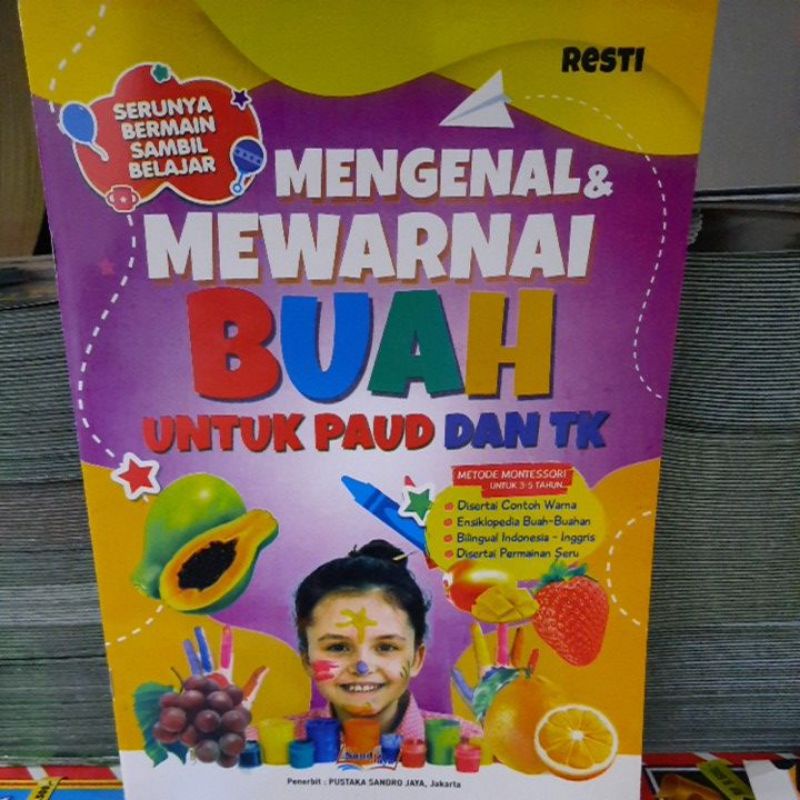 RESTI
SERUNYA
BERMAIN
SAMBIL
BELAJAR
MENGENAL &
MEWARNAI
BUAH
UNTUK PAUD DAN TK
METODE MONTESSORI
UNTUK 3-5 TAHUN
Disertai Contoh Warna
Ensiklopedia Buah-Buahan
Bilingual Indonesia - Inggris
Disertai Permainan Seru
Penerbit : PUSTAKA SANDRO JAYA, Jakarta